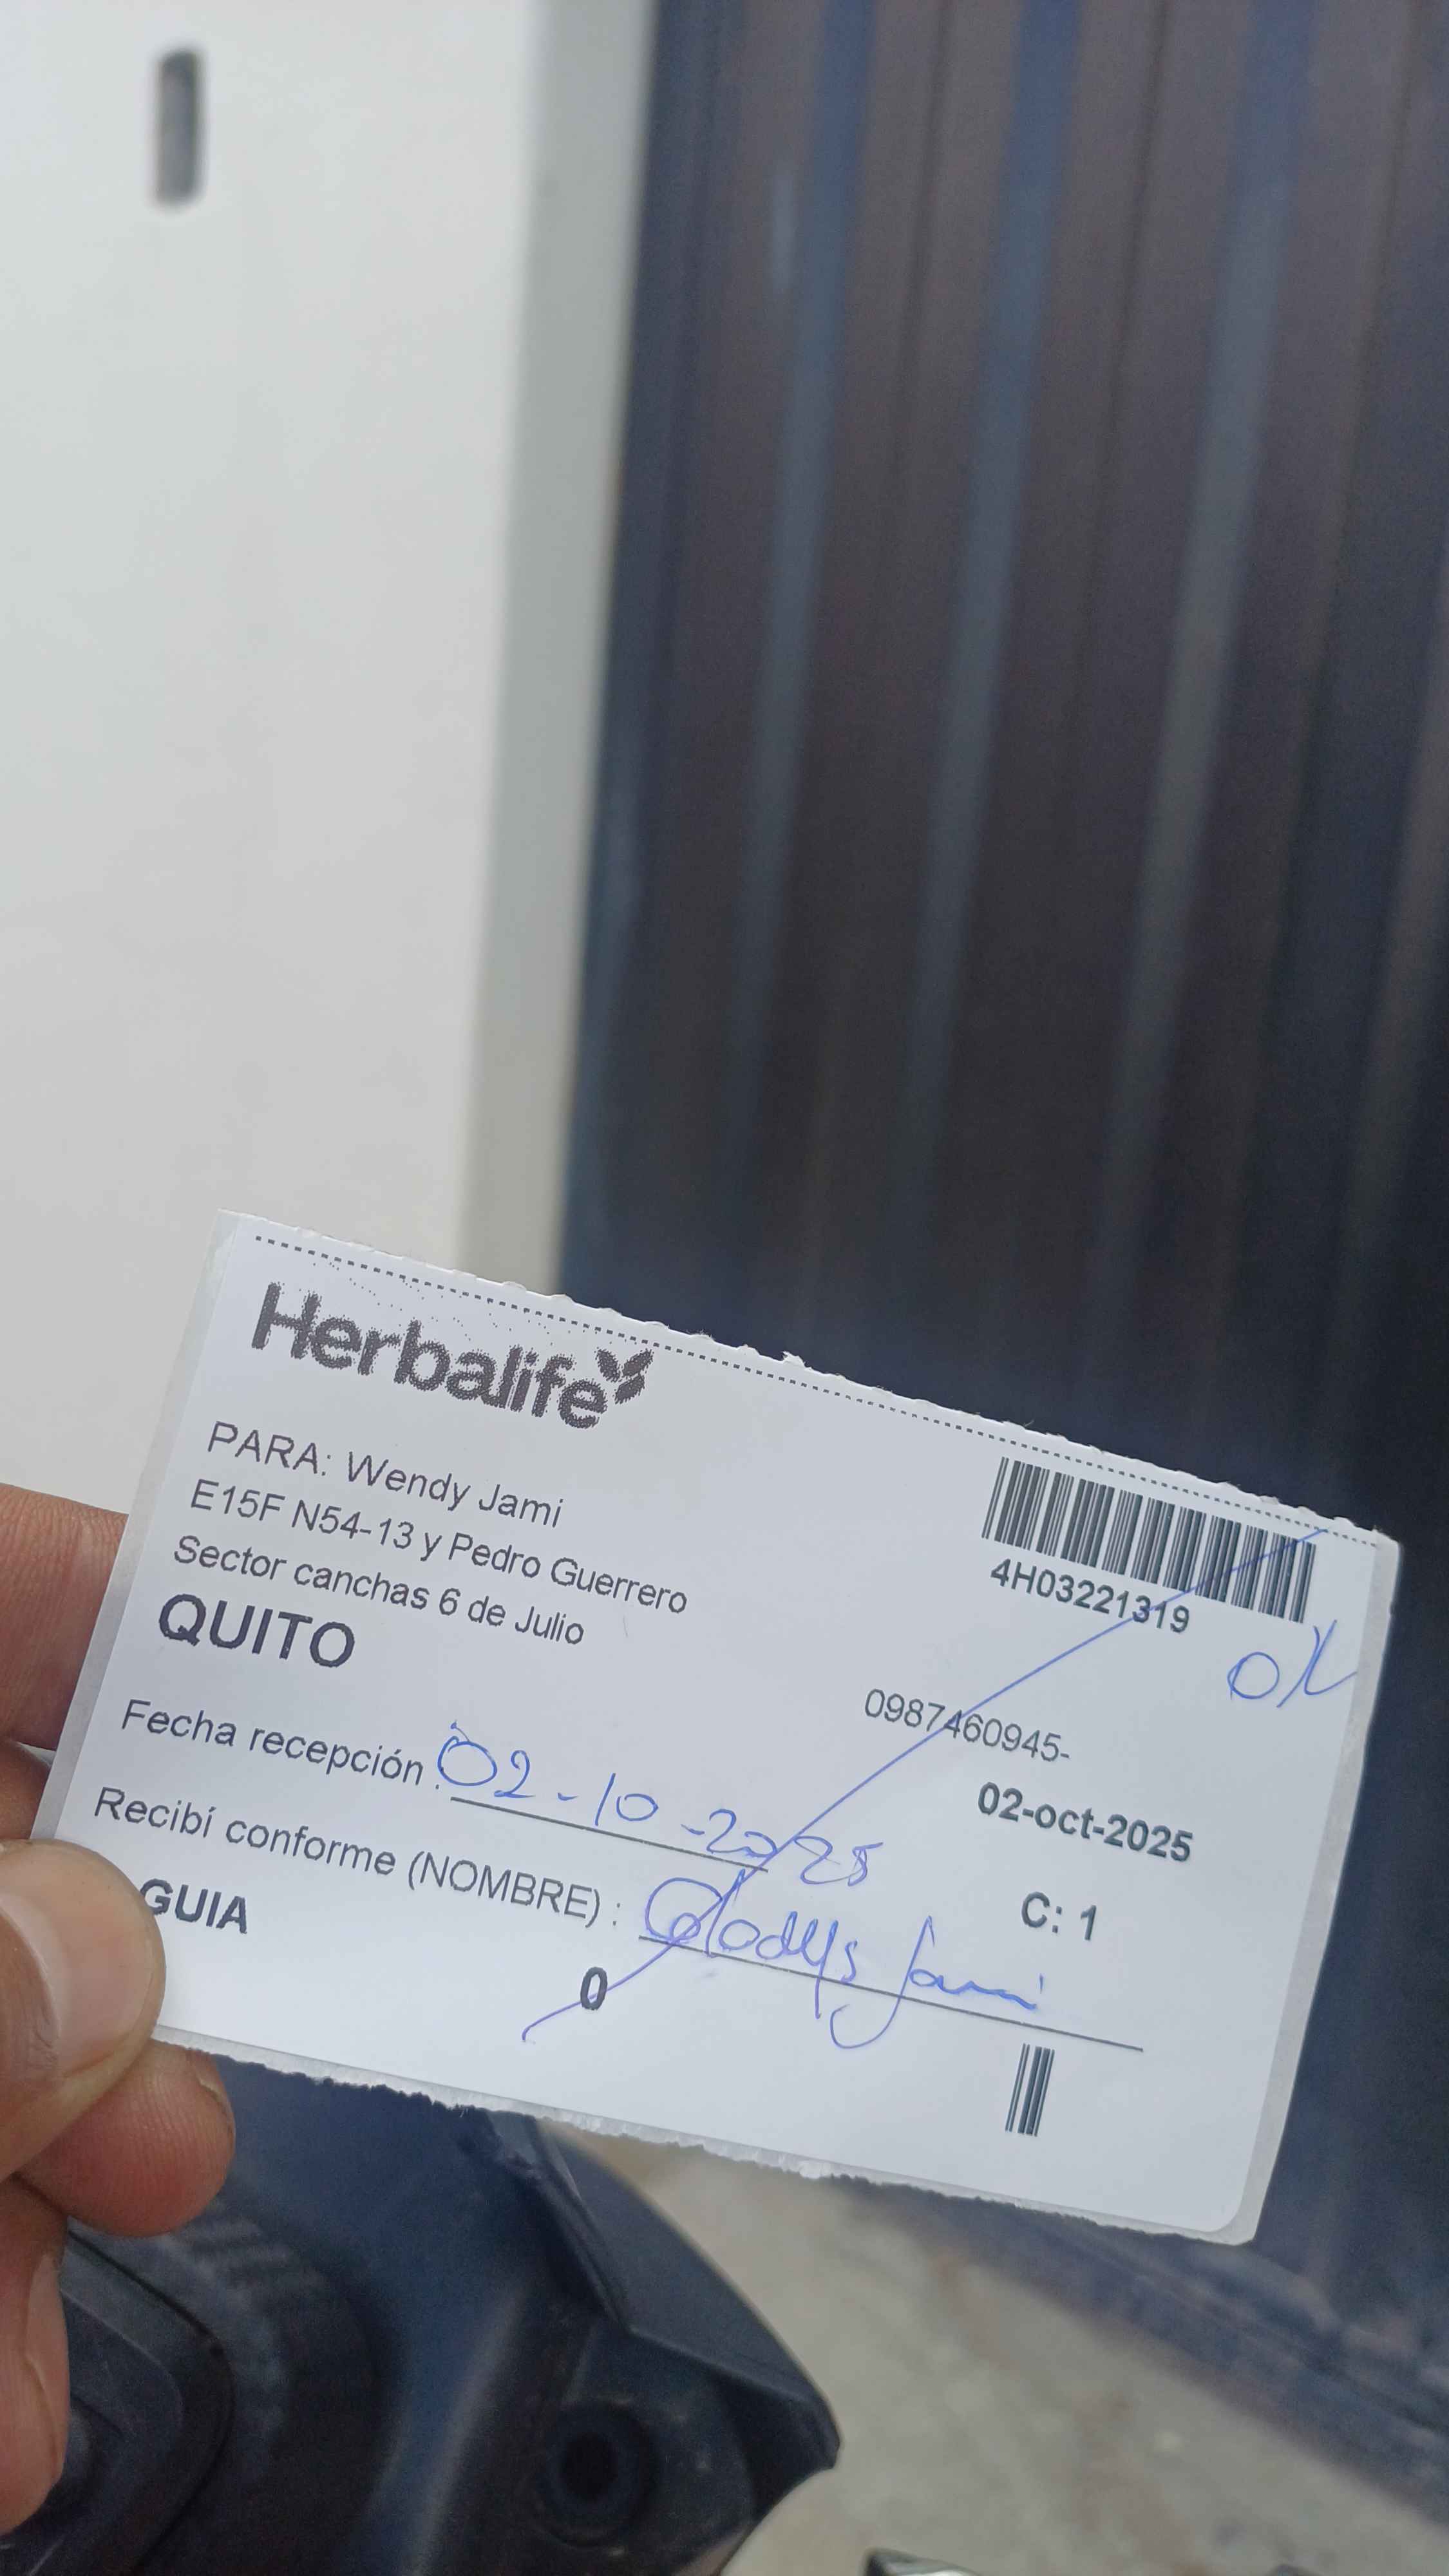 Herbalife
PARA: Wendy Jami
E15F N54-13 y Pedro Guerrero
Sector canchas 6 de Julio
QUITO
4H03221319
OK
0987460945-
02-oct-2025
Fecha recepción: 02-10-2025
C: 1
Recibí conforme (NOMBRE) : Gladys Jami
GUIA
0